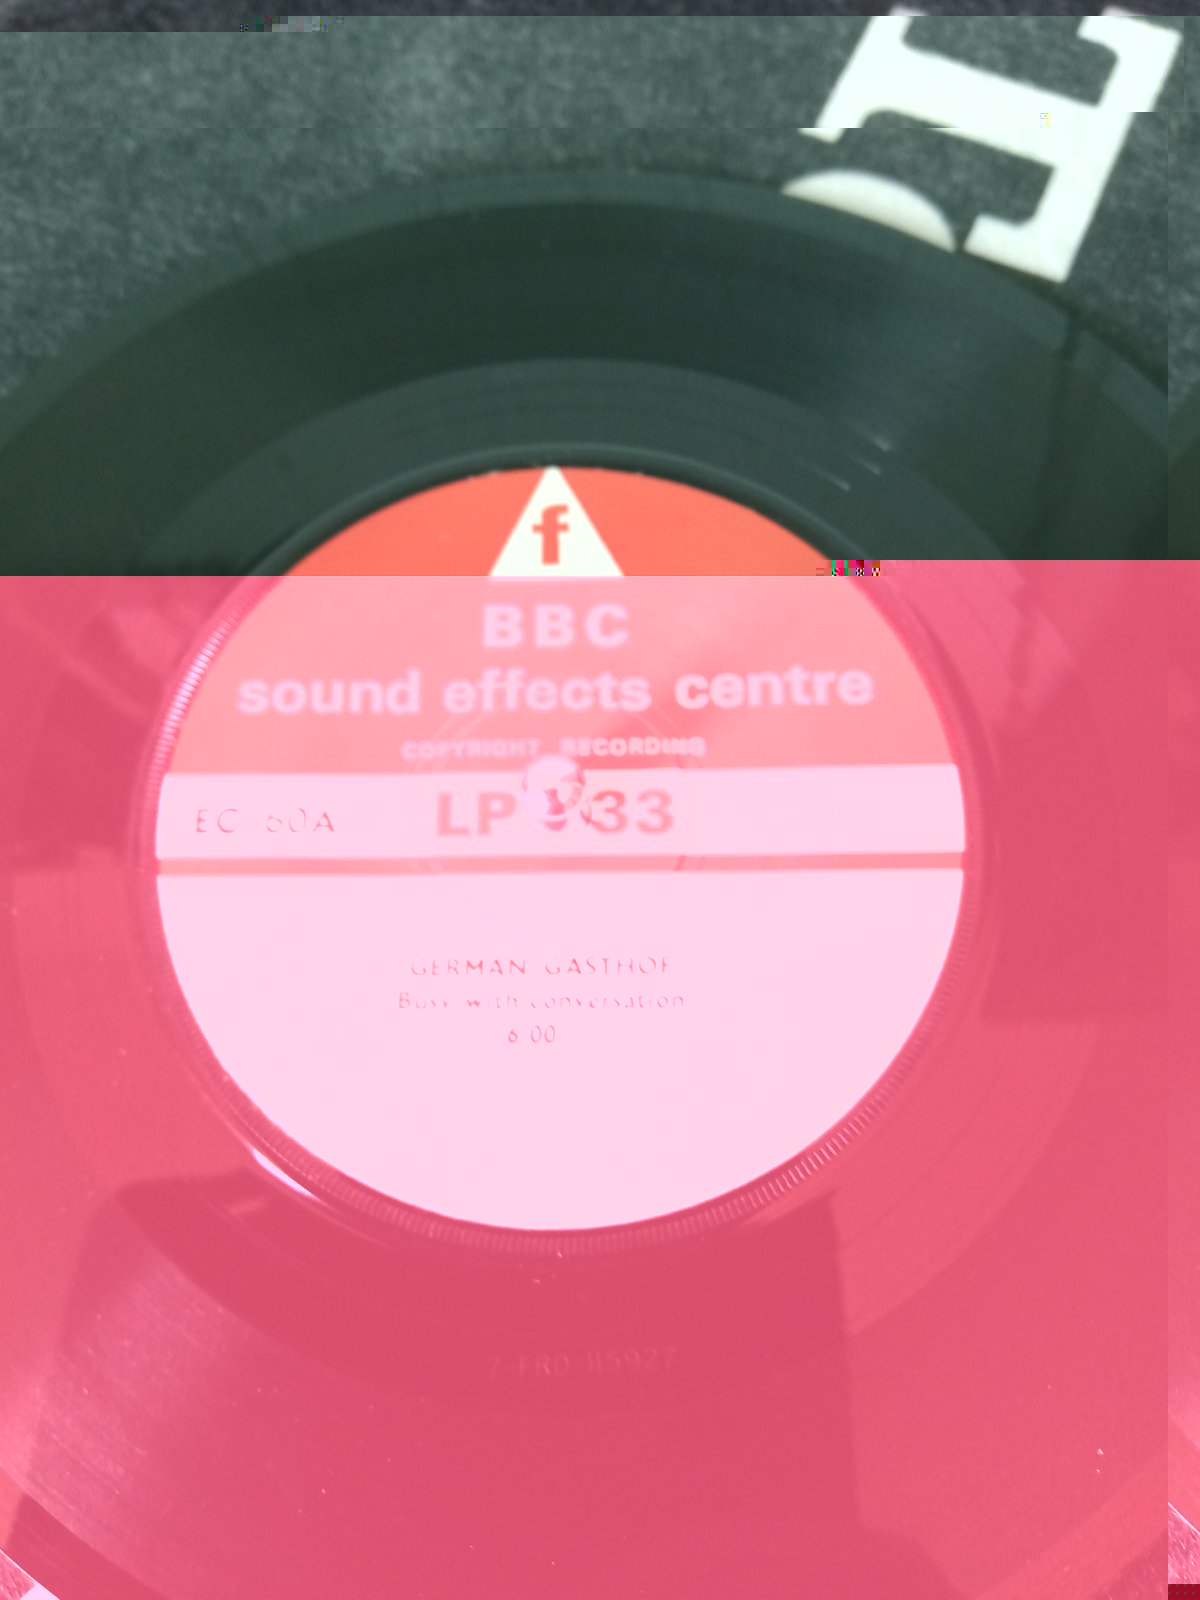 f
BBC
sound effects centre
COPYRIGHT RECORDING
EC 60A LP 33
GERMAN GASTHOF
Busy with conversation
6 00
7-FRD-115927